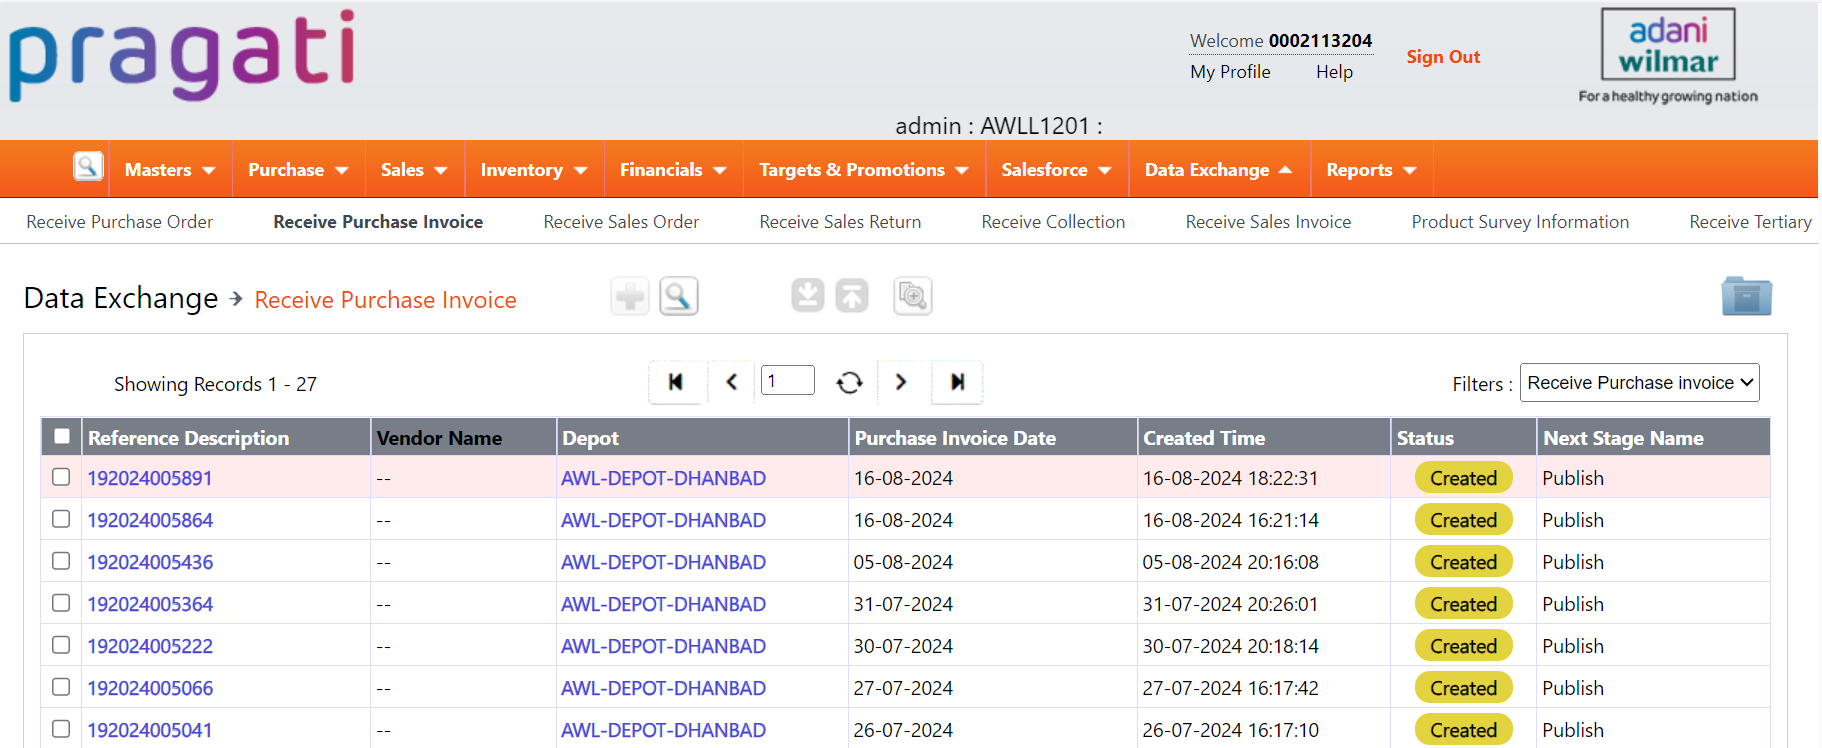 pragati
Welcome 0002113204
My Profile Help
Sign Out
adani
wilmar
For a healthy growing nation
admin : AWLL1201 :
Masters Purchase Sales Inventory Financials Targets & Promotions Salesforce Data Exchange Reports
Receive Purchase Order Receive Purchase Invoice Receive Sales Order Receive Sales Return Receive Collection Receive Sales Invoice Product Survey Information Receive Tertiary
Data Exchange Receive Purchase Invoice
Showing Records 1 - 27 1 Filters : Receive Purchase invoice
Reference Description Vendor Name Depot Purchase Invoice Date Created Time Status Next Stage Name
192024005891 -- AWL-DEPOT-DHANBAD 16-08-2024 16-08-2024 18:22:31 Created Publish
192024005864 -- AWL-DEPOT-DHANBAD 16-08-2024 16-08-2024 16:21:14 Created Publish
192024005436 -- AWL-DEPOT-DHANBAD 05-08-2024 05-08-2024 20:16:08 Created Publish
192024005364 -- AWL-DEPOT-DHANBAD 31-07-2024 31-07-2024 20:26:01 Created Publish
192024005222 -- AWL-DEPOT-DHANBAD 30-07-2024 30-07-2024 20:18:14 Created Publish
192024005066 -- AWL-DEPOT-DHANBAD 27-07-2024 27-07-2024 16:17:42 Created Publish
192024005041 -- AWL-DEPOT-DHANBAD 26-07-2024 26-07-2024 16:17:10 Created Publish